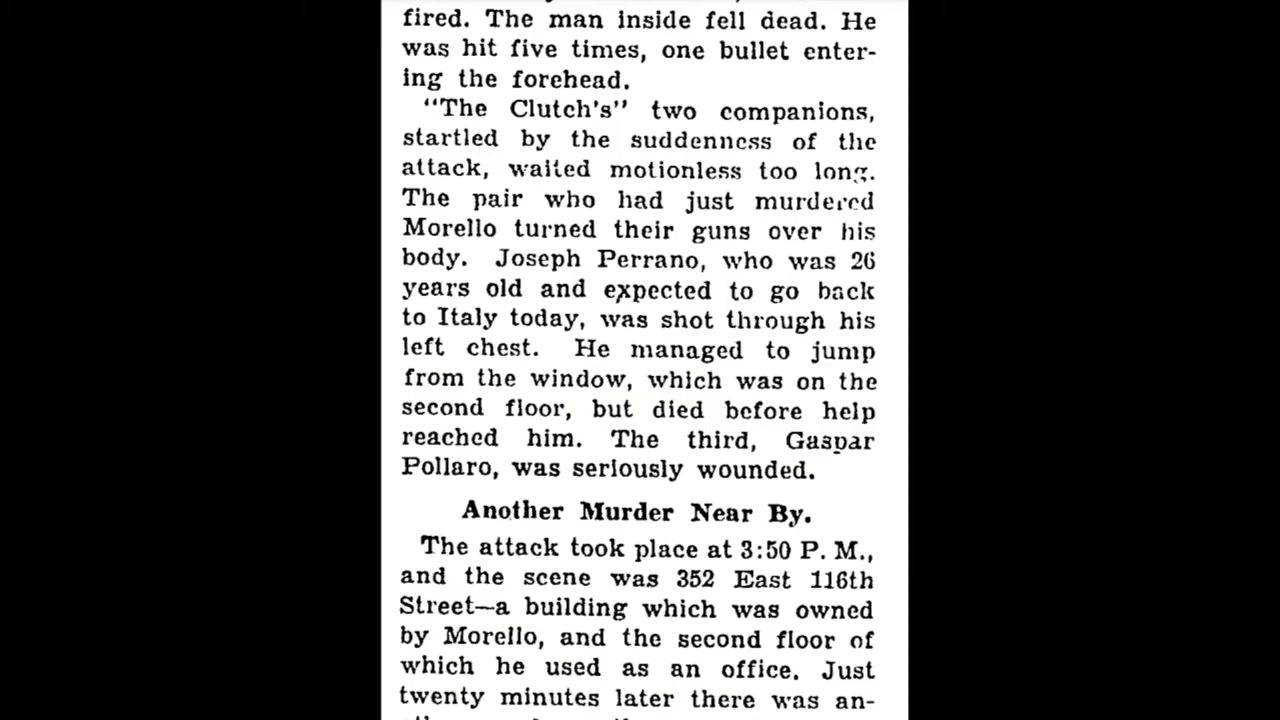 fired. The man inside fell dead. He
was hit five times, one bullet enter-
ing the forehead.
"The Clutch's" two companions,
startled by the suddenness of the
attack, waited motionless too long.
The pair who had just murdered
Morello turned their guns over his
body. Joseph Perrano, who was 26
years old and expected to go back
to Italy today, was shot through his
left chest. He managed to jump
from the window, which was on the
second floor, but died before help
reached him. The third, Gaspar
Pollaro, was seriously wounded.
Another Murder Near By.
The attack took place at 3:50 P. M.,
and the scene was 352 East 116th
Street—a building which was owned
by Morello, and the second floor of
which he used as an office. Just
twenty minutes later there was an-